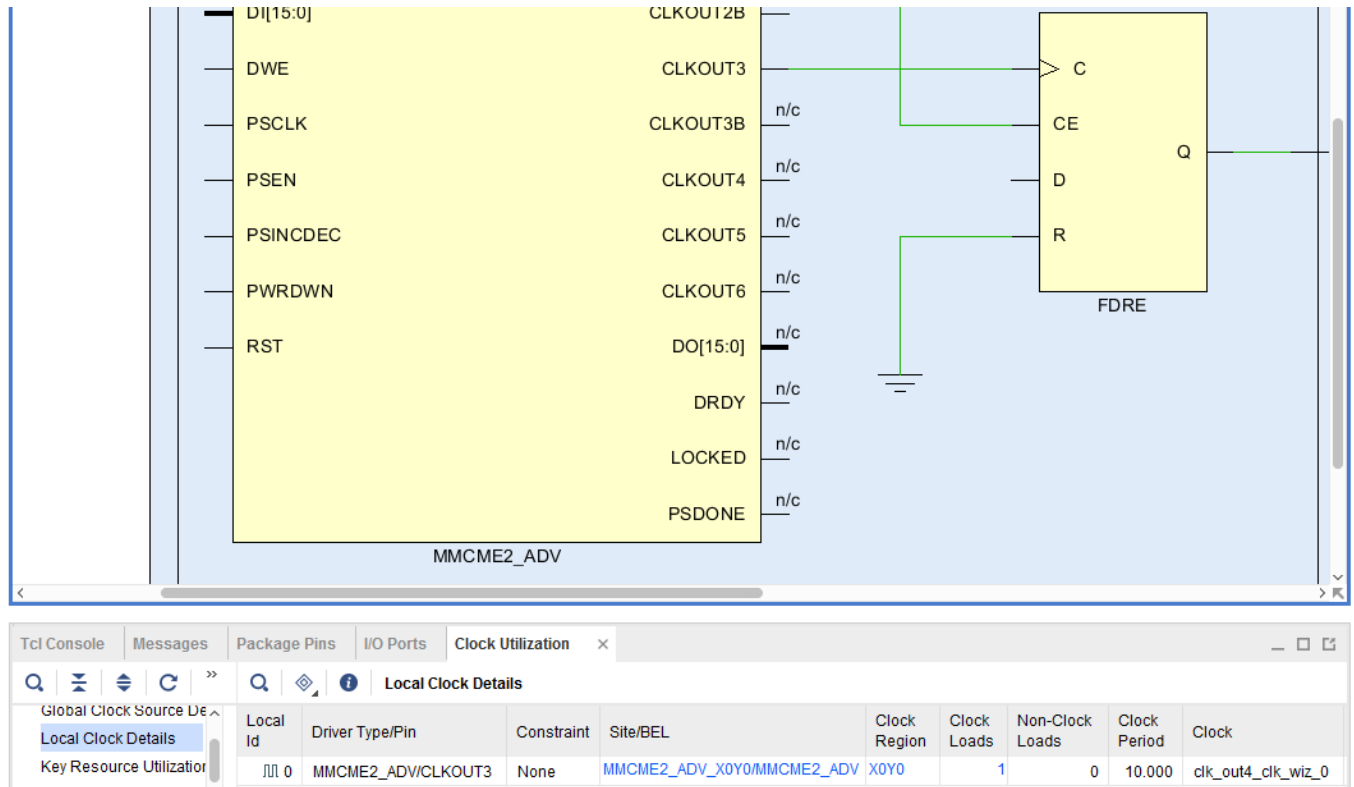 DI[15:0] CLKOUT2B
DWE CLKOUT3 C
n/c
PSCLK CLKOUT3B CE
Q
n/c
PSEN CLKOUT4 D
n/c
PSINCDEC CLKOUT5 R
n/c
PWRDWN CLKOUT6
FDRE
n/c
RST DO[15:0]
n/c
DRDY
n/c
LOCKED
n/c
PSDONE
MMCME2_ADV
Tcl Console Messages Package Pins I/O Ports Clock Utilization ×
Local Clock Details
Global Clock Source De
Local Clock Details
Key Resource Utilization
Local Id Driver Type/Pin Constraint Site/BEL Clock Region Clock Loads Non-Clock Loads Clock Period Clock
0 MMCME2_ADV/CLKOUT3 None MMCME2_ADV_X0Y0/MMCME2_ADV X0Y0 1 0 10.000 clk_out4_clk_wiz_0